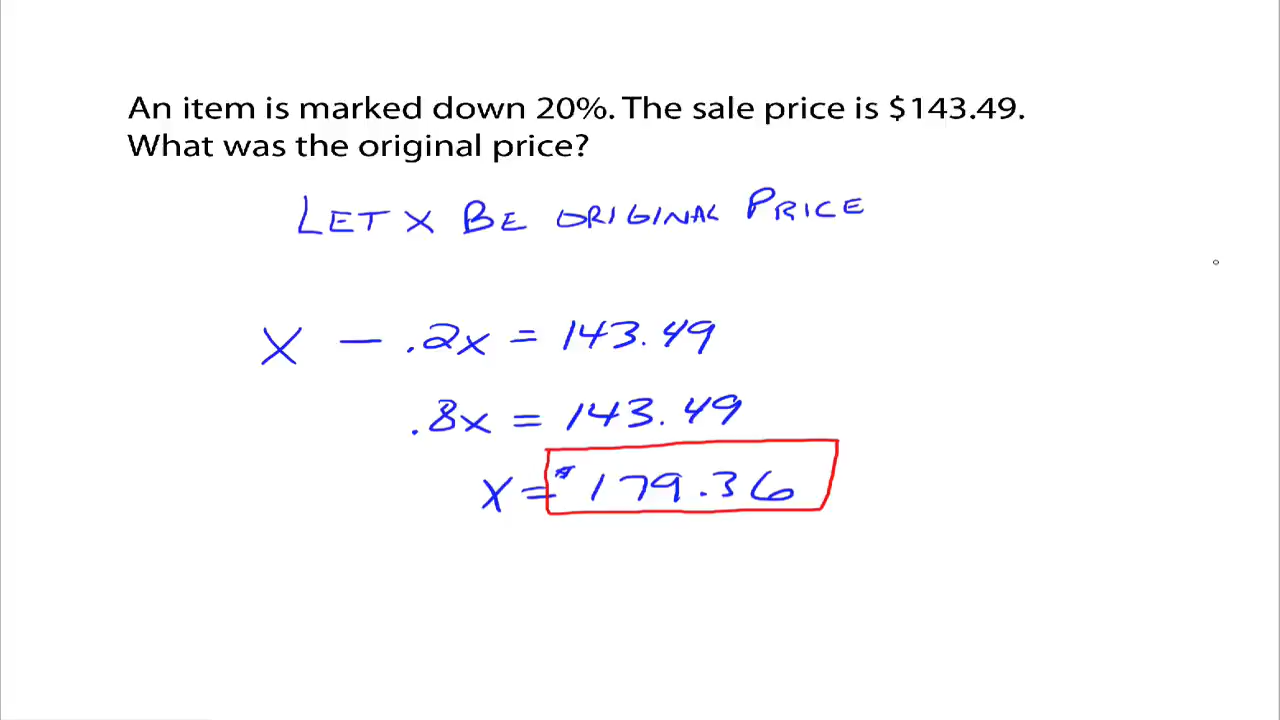 An item is marked down 20%. The sale price is $143.49.
What was the original price?
LET X BE ORIGINAL PRICE
X - .2x = 143.49
.8x = 143.49
X = $179.36